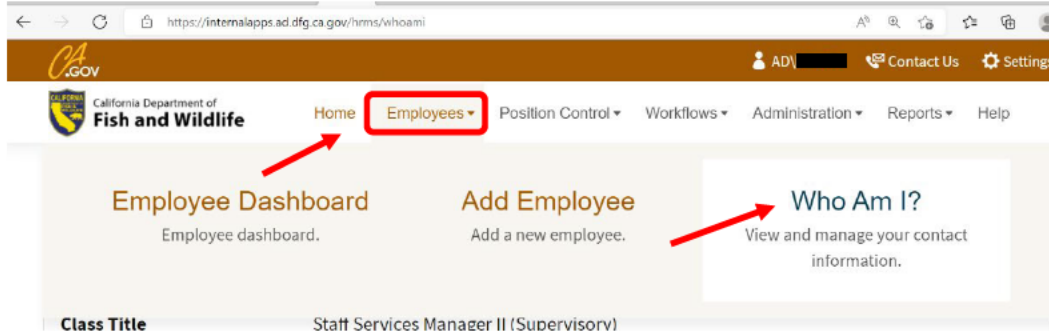 https://internalapps.ad.dfg.ca.gov/hrms/whoami
CA.GOV
AD\
Contact Us
Settings
California Department of
Fish and Wildlife
Home
Employees
Position Control
Workflows
Administration
Reports
Help
Employee Dashboard
Employee dashboard.
Add Employee
Add a new employee.
Who Am I?
View and manage your contact
information.
Class Title
Staff Services Manager II (Supervisory)